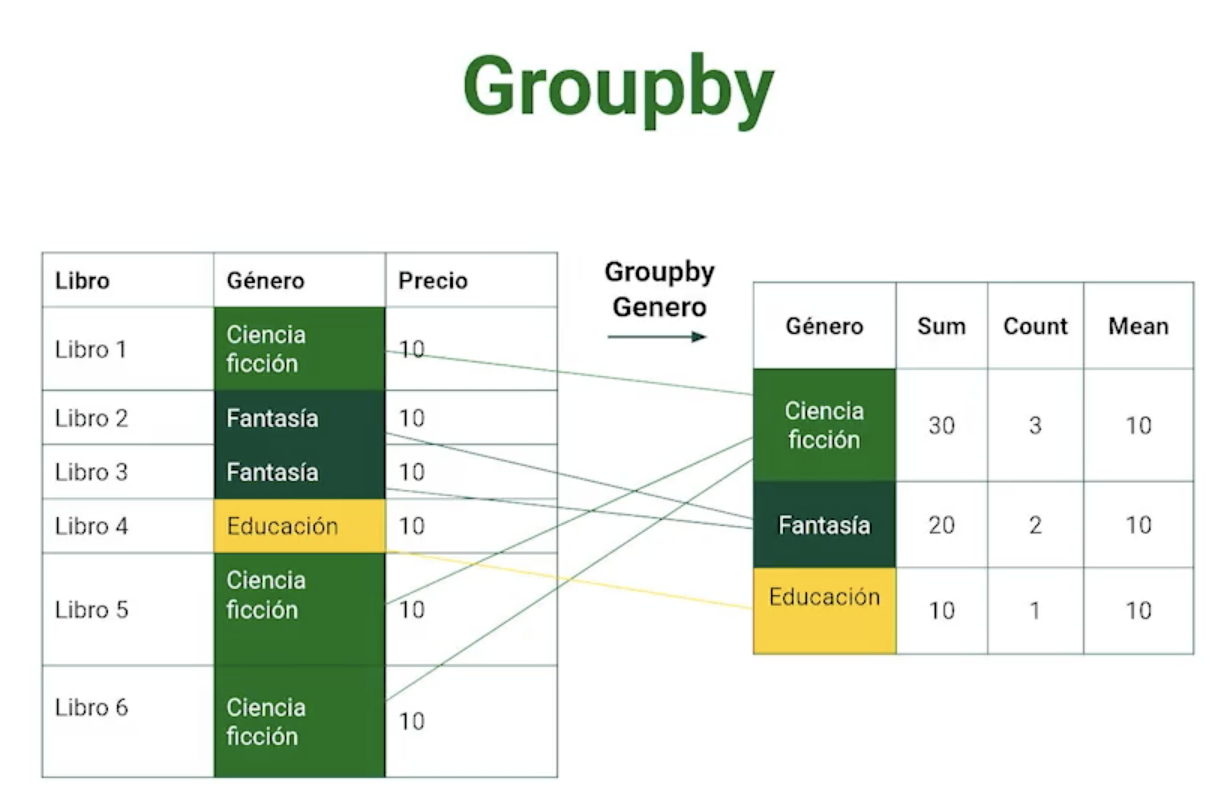 Groupby
Libro Género Precio
Libro 1 Ciencia ficción 10
Libro 2 Fantasía 10
Libro 3 Fantasía 10
Libro 4 Educación 10
Libro 5 Ciencia ficción 10
Libro 6 Ciencia ficción 10
Groupby
Genero
Género Sum Count Mean
Ciencia ficción 30 3 10
Fantasía 20 2 10
Educación 10 1 10